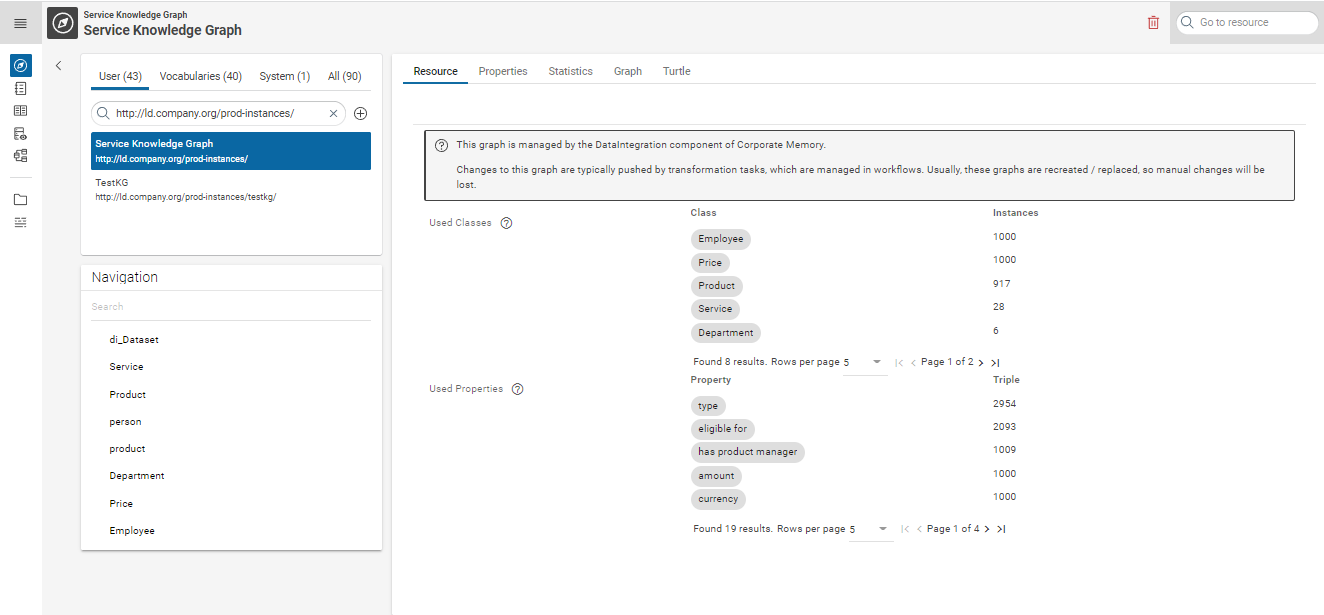 Service Knowledge Graph
Service Knowledge Graph
Go to resource
User (43) Vocabularies (40) System (1) All (90)
http://ld.company.org/prod-instances/
Service Knowledge Graph
http://ld.company.org/prod-instances/
TestKG
http://ld.company.org/prod-instances/testkg/
Navigation
Search
di_Dataset
Service
Product
person
product
Department
Price
Employee
Resource Properties Statistics Graph Turtle
This graph is managed by the DataIntegration component of Corporate Memory.
Changes to this graph are typically pushed by transformation tasks, which are managed in workflows. Usually, these graphs are recreated / replaced, so manual changes will be
lost.
Used Classes
Class Instances
Employee 1000
Price 1000
Product 917
Service 28
Department 6
Found 8 results. Rows per page 5 Page 1 of 2
Used Properties
Property Triple
type 2954
eligible for 2093
has product manager 1009
amount 1000
currency 1000
Found 19 results. Rows per page 5 Page 1 of 4